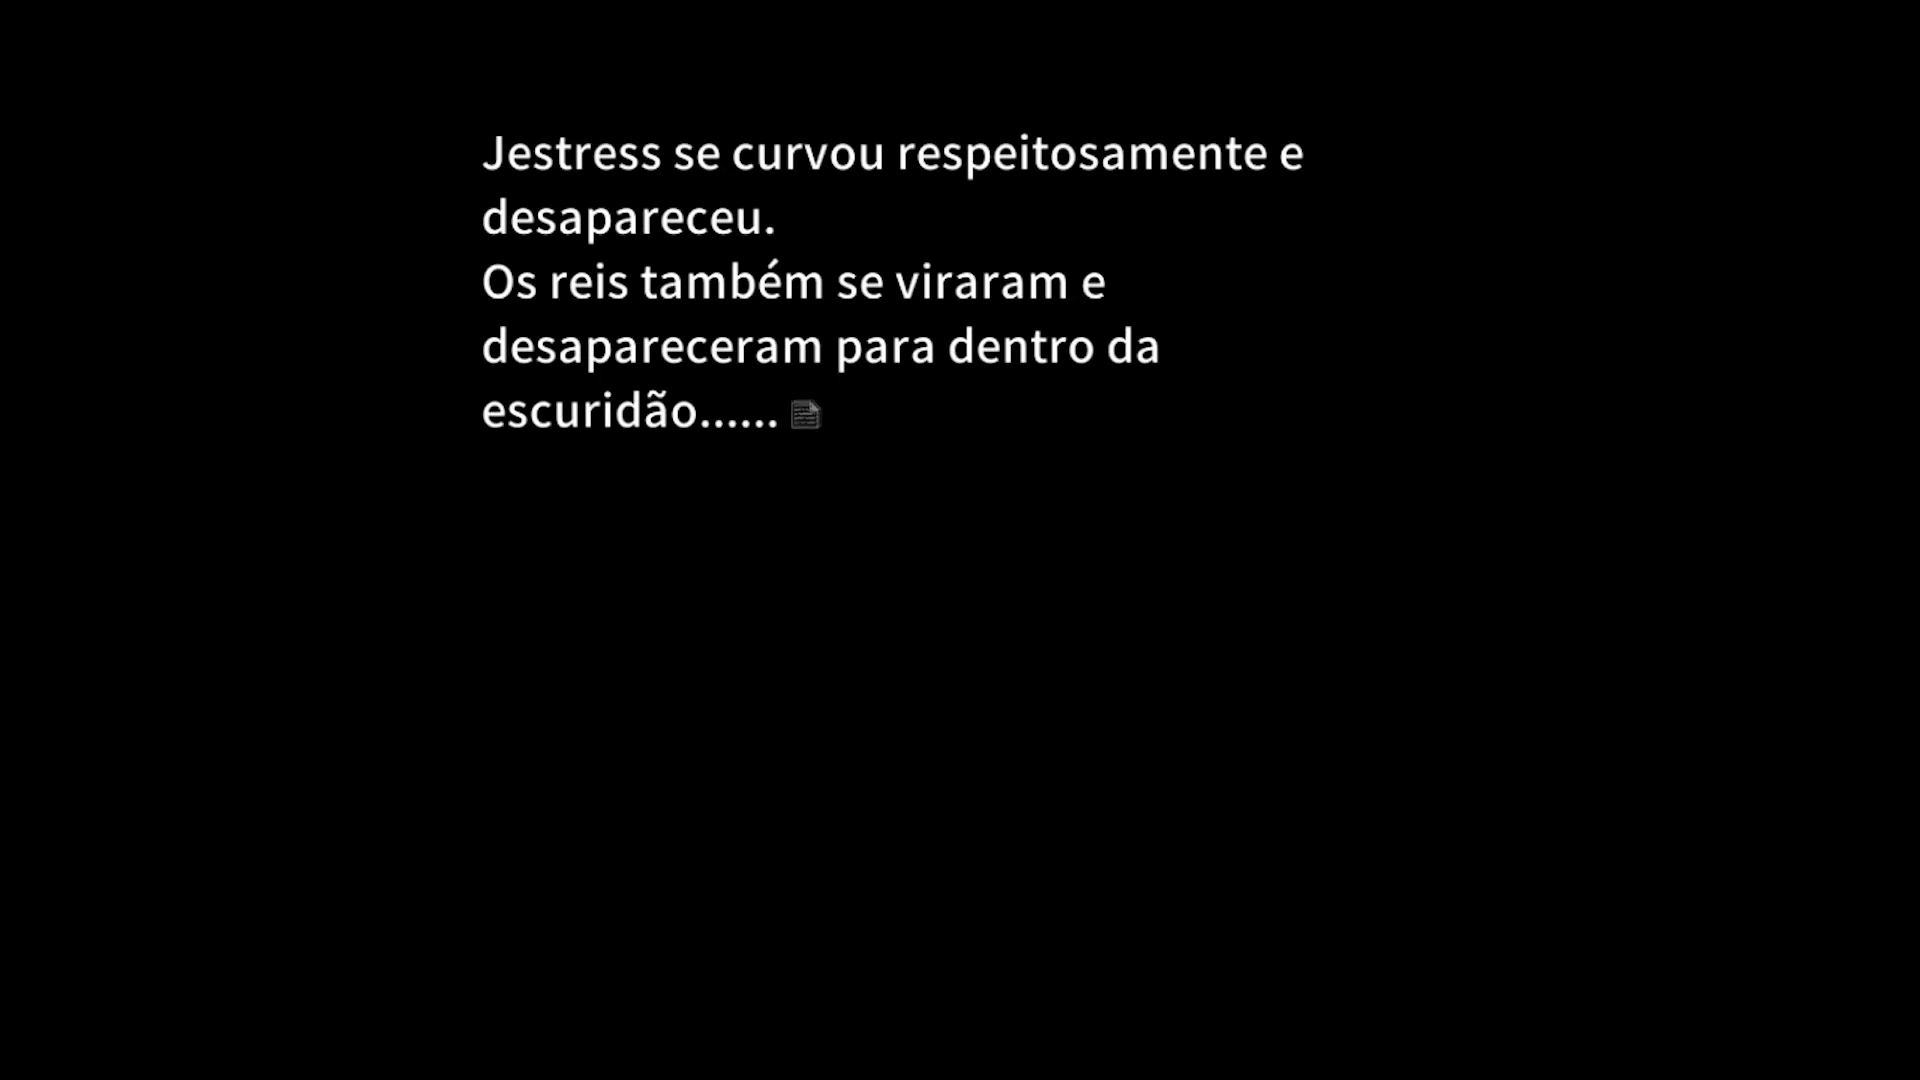 Jestress se curvou respeitosamente e
desapareceu.
Os reis também se viraram e
desapareceram para dentro da
escuridão......